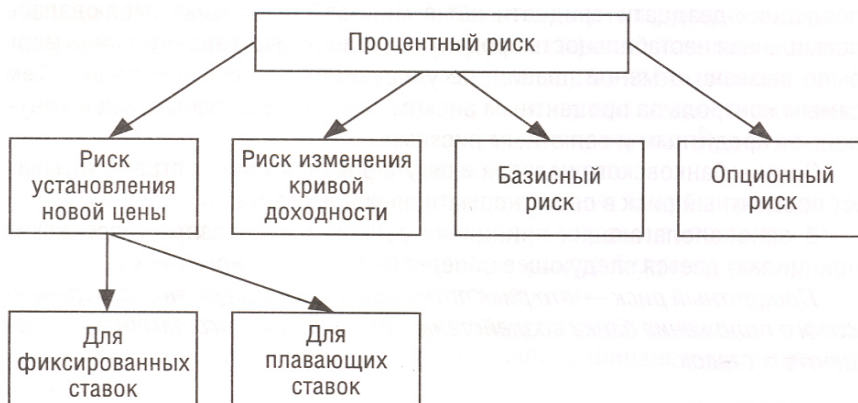 Процентный риск
Риск
установления
новой цены
Риск изменения
кривой
доходности
Базисный
риск
Опционный
риск
Для
фиксированных
ставок
Для
плавающих
ставок